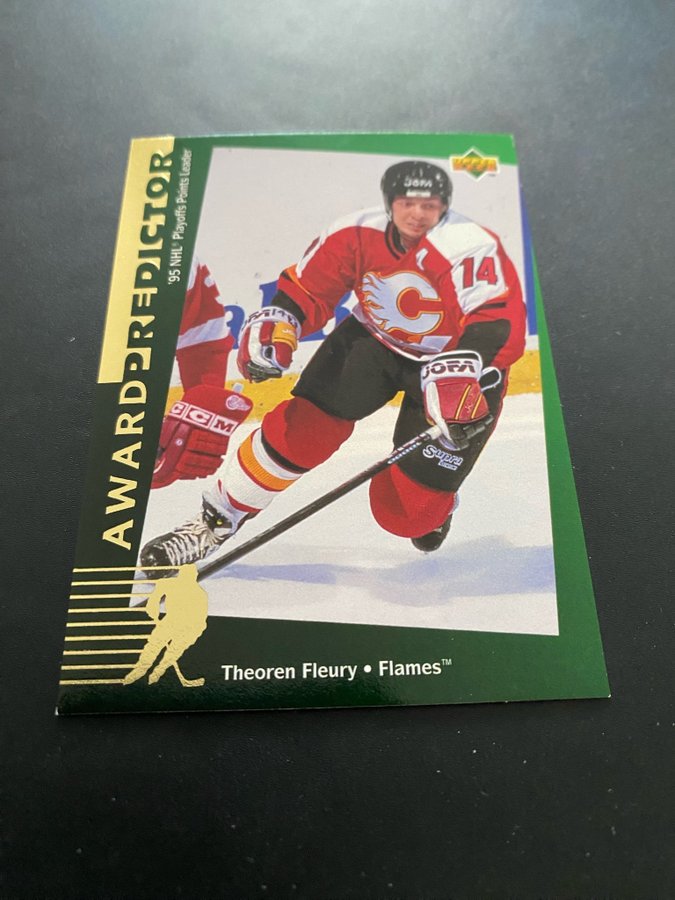 AWARD PREDICTOR
'95 NHL® Playoffs Points Leader
JOFA
14
C
JOFA
CCM
Supra
Theoren Fleury • Flames™